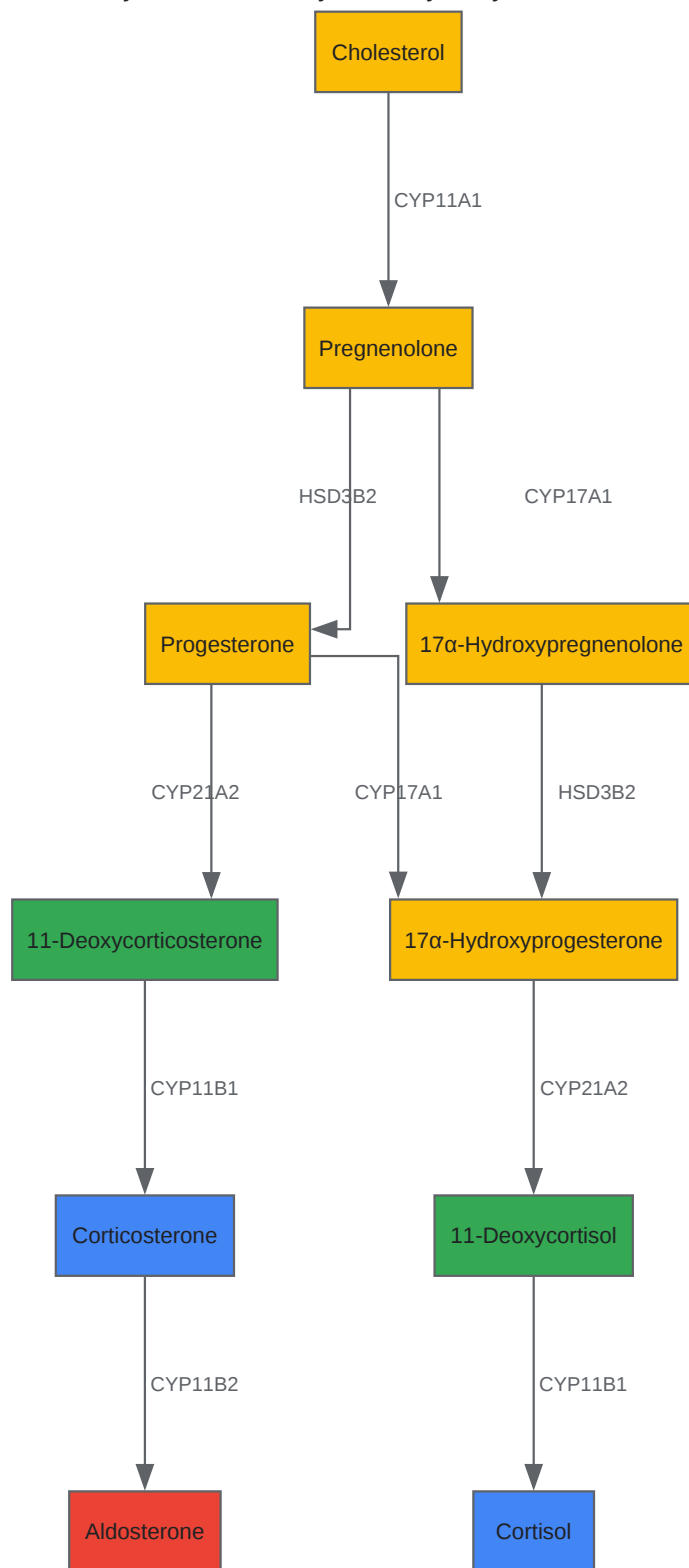 Cholesterol
CYP11A1
Pregnenolone
HSD3B2
CYP17A1
Progesterone
17α-Hydroxypregnenolone
CYP21A2
CYP17A1
HSD3B2
11-Deoxycorticosterone
17α-Hydroxyprogesterone
CYP11B1
CYP21A2
Corticosterone
11-Deoxycortisol
CYP11B2
CYP11B1
Aldosterone
Cortisol